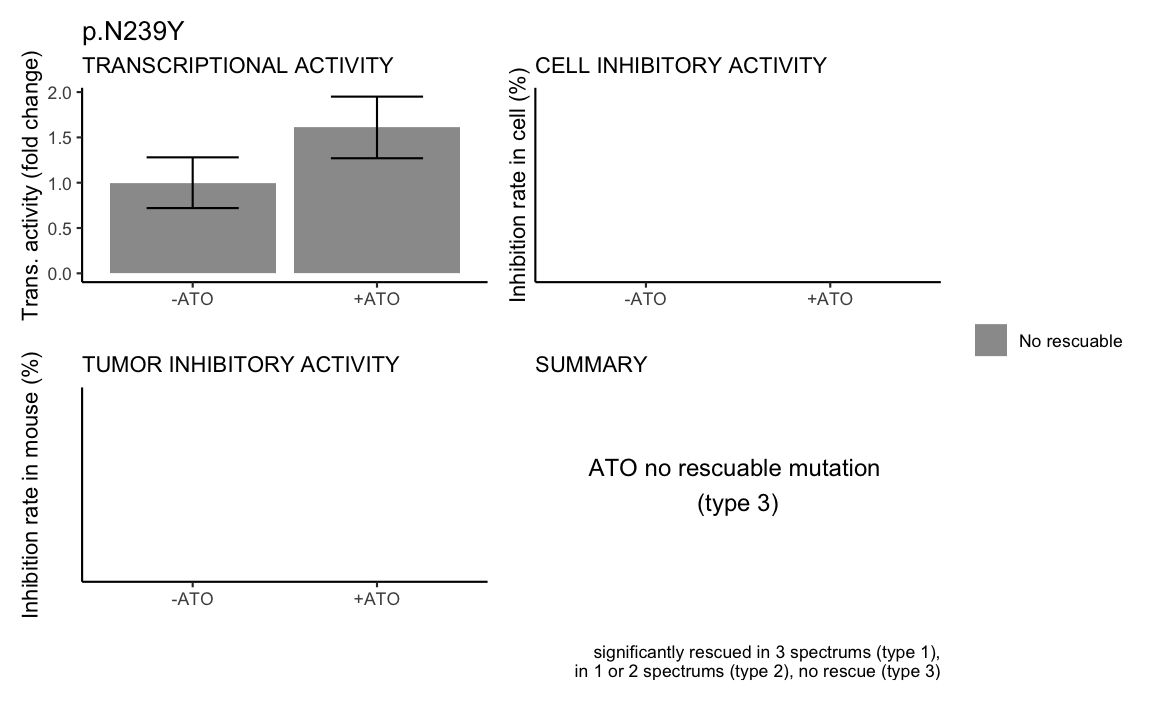 p.N239Y
TRANSCRIPTIONAL ACTIVITY
Trans. activity (fold change)
2.0
1.5
1.0
0.5
0.0
-ATO
+ATO
CELL INHIBITORY ACTIVITY
Inhibition rate in cell (%)
-ATO
+ATO
No rescuable
TUMOR INHIBITORY ACTIVITY
Inhibition rate in mouse (%)
-ATO
+ATO
SUMMARY
ATO no rescuable mutation
(type 3)
significantly rescued in 3 spectrums (type 1),
in 1 or 2 spectrums (type 2), no rescue (type 3)